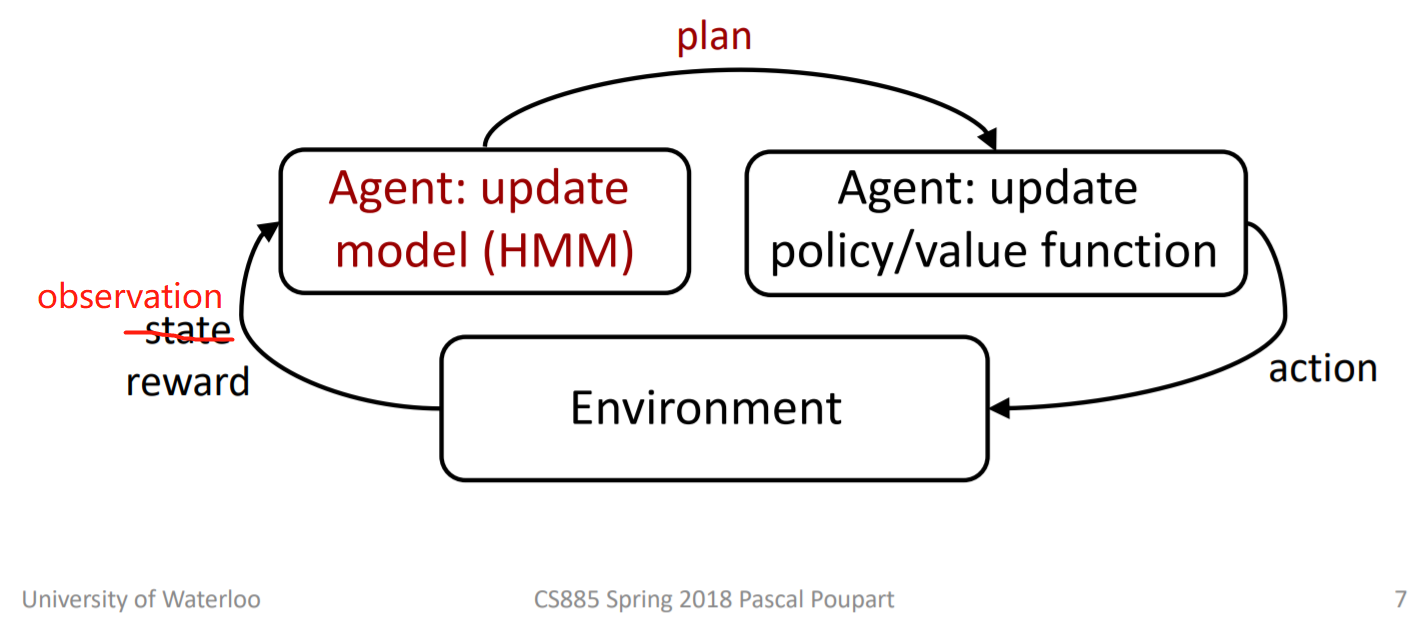 plan
Agent: update
model (HMM)
Agent: update
policy/value function
observation
state
reward
action
Environment
University of Waterloo
CS885 Spring 2018 Pascal Poupart
7